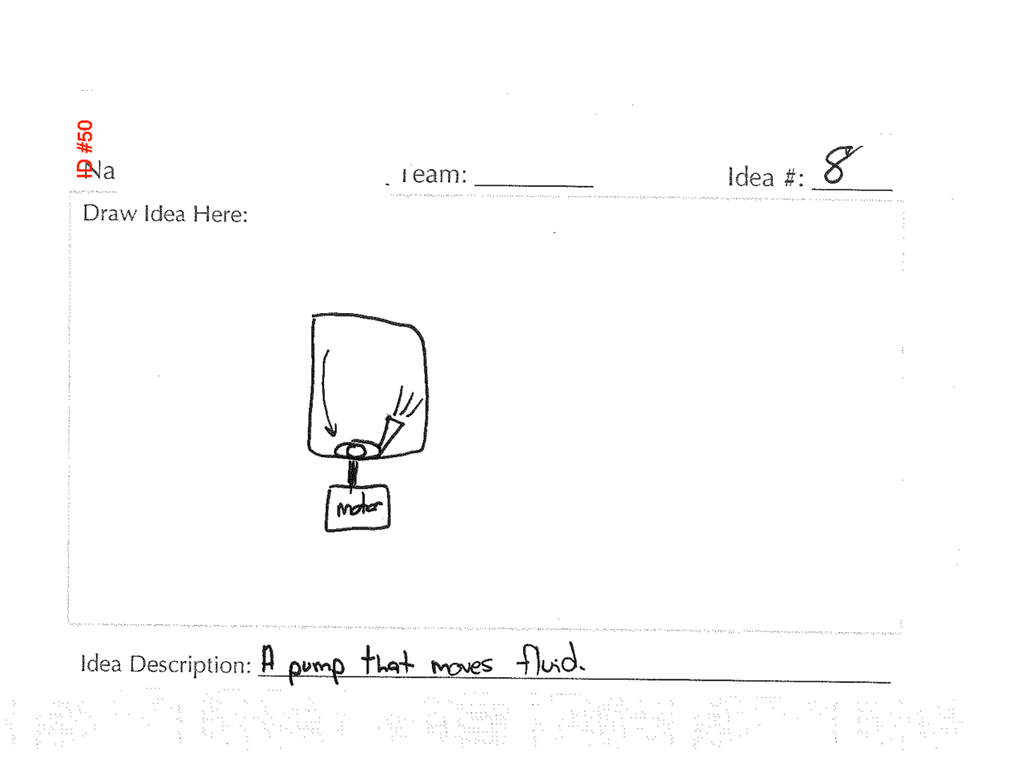 ID #50
Na Team: Idea #: 8
Draw Idea Here:
motor
Idea Description: A pump that moves fluid.